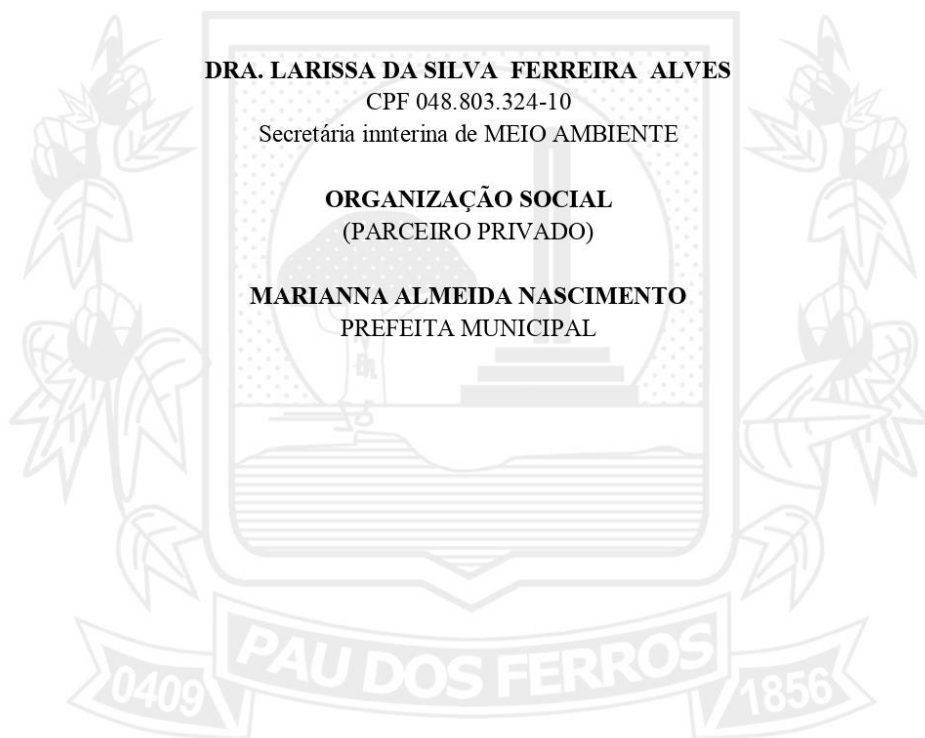 DRA. LARISSA DA SILVA FERREIRA ALVES
CPF 048.803.324-10
Secretária innterina de MEIO AMBIENTE
ORGANIZAÇÃO SOCIAL
(PARCEIRO PRIVADO)
MARIANNA ALMEIDA NASCIMENTO
PREFEITA MUNICIPAL
PAU DOS FERROS
0409
1856